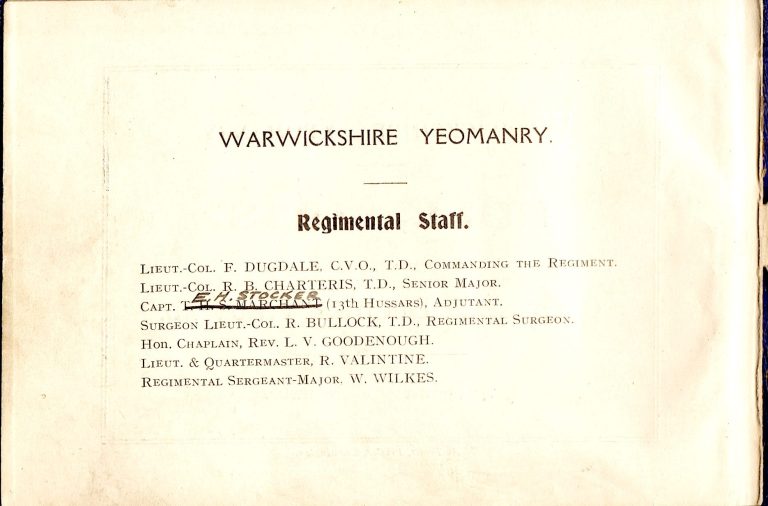 WARWICKSHIRE YEOMANRY.
Regimental Staff.
LIEUT.-COL. F. DUGDALE, C.V.O., T.D., COMMANDING THE REGIMENT.
LIEUT.-COL. R. B. CHARTERIS, T.D., SENIOR MAJOR.
E. H. STOCKER
CAPT. T. H. S. MARCHANT (13TH HUSSARS), ADJUTANT.
SURGEON LIEUT.-COL. R. BULLOCK, T.D., REGIMENTAL SURGEON.
HON. CHAPLAIN, REV. L. V. GOODENOUGH.
LIEUT. & QUARTERMASTER, R. VALINTINE.
REGIMENTAL SERGEANT-MAJOR, W. WILKES.